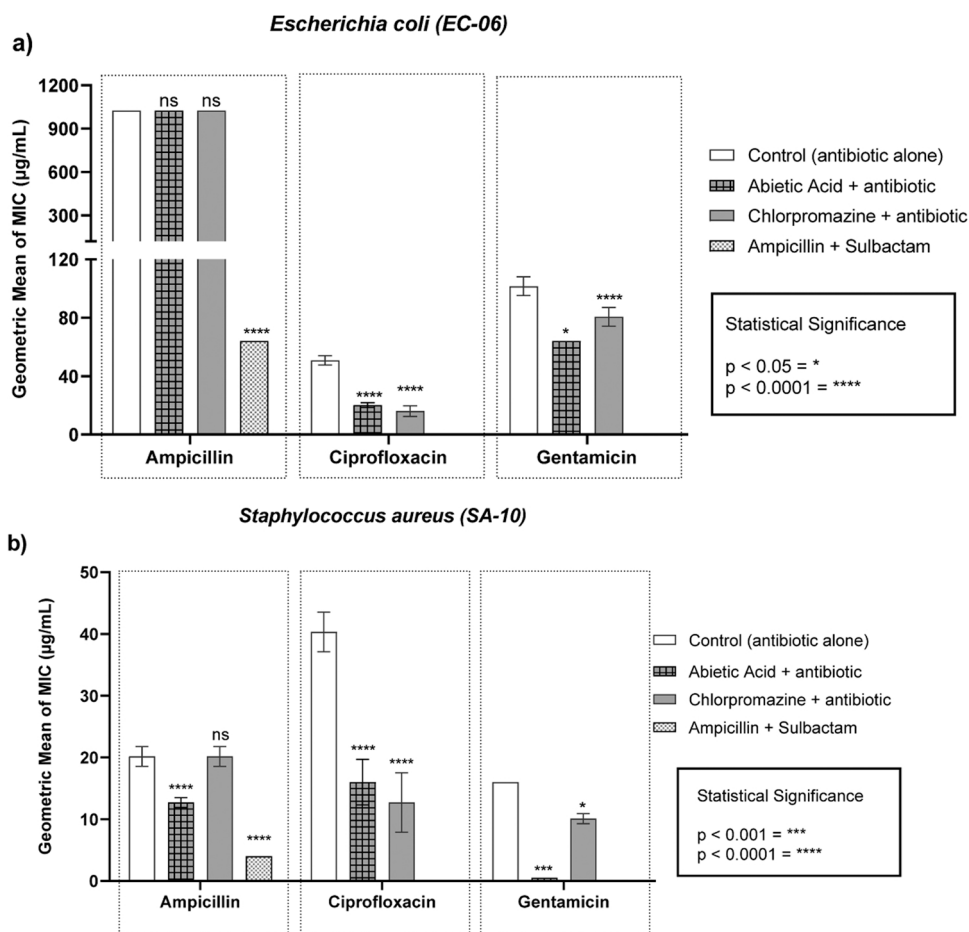 Escherichia coli (EC-06)
a)
Geometric Mean of MIC (µg/mL)
1200
1000
800
600
300
120
80
40
0
ns
ns
****
****
****
*
****
Ampicillin
Ciprofloxacin
Gentamicin
Control (antibiotic alone)
Abietic Acid + antibiotic
Chlorpromazine + antibiotic
Ampicillin + Sulbactam
Statistical Significance
p < 0.05 = *
p < 0.0001 = ****
Staphylococcus aureus (SA-10)
b)
Geometric Mean of MIC (µg/mL)
50
40
30
20
10
0
****
ns
****
****
****
***
*
Ampicillin
Ciprofloxacin
Gentamicin
Control (antibiotic alone)
Abietic Acid + antibiotic
Chlorpromazine + antibiotic
Ampicillin + Sulbactam
Statistical Significance
p < 0.001 = ***
p < 0.0001 = ****